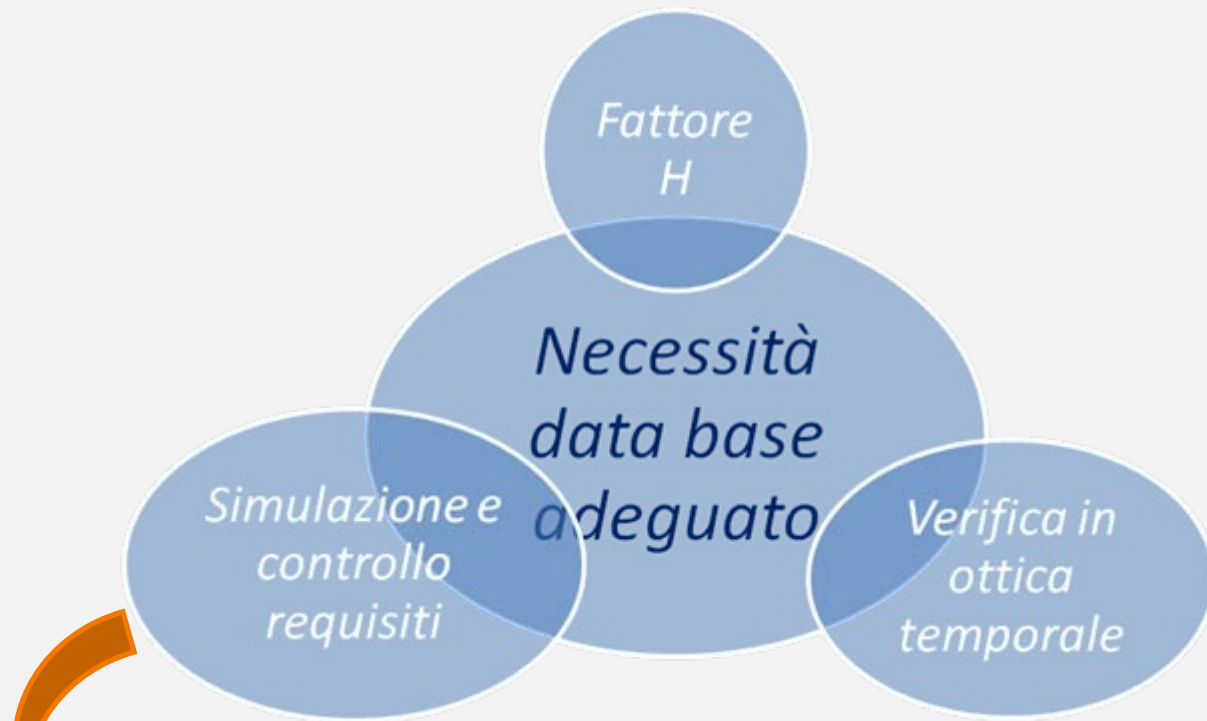 Fattore
H
Necessità
data base
adeguato
Simulazione e
controllo
requisiti
Verifica in
ottica
temporale